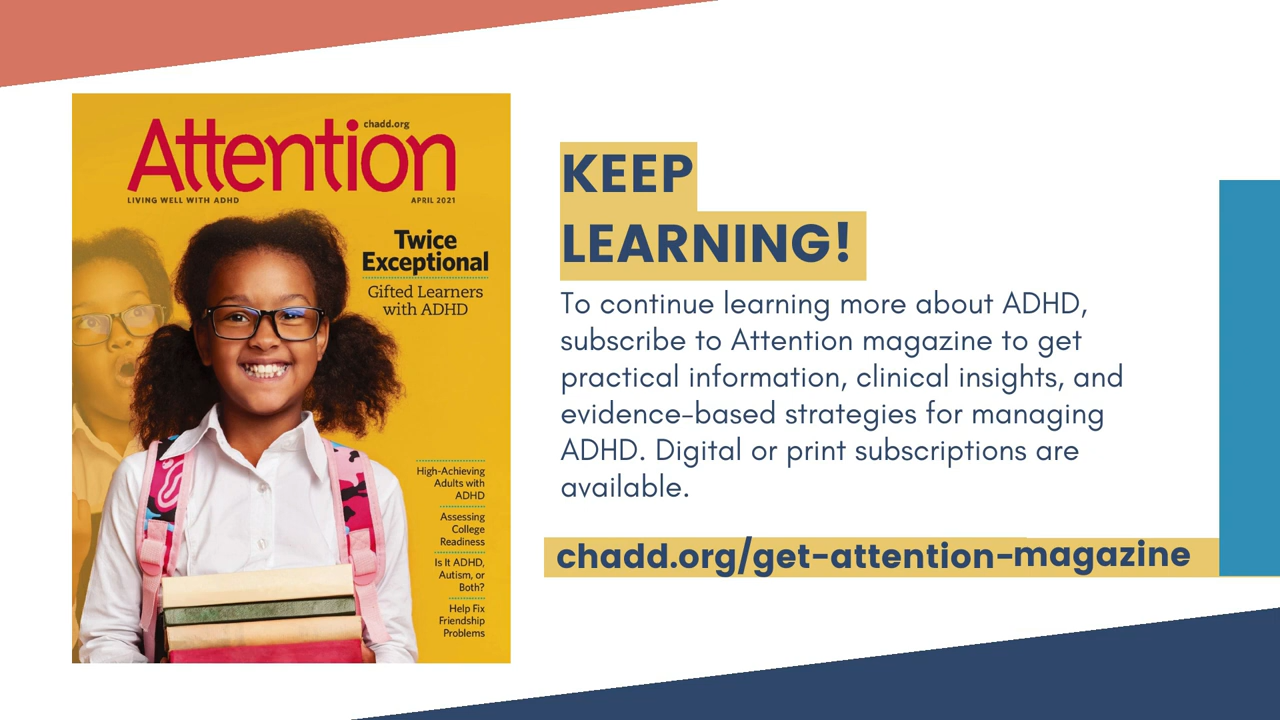 chadd.org
Attention
LIVING WELL WITH ADHD
APRIL 2021
Twice
Exceptional
Gifted Learners
with ADHD
High-Achieving
Adults with
ADHD
Assessing
College
Readiness
Is It ADHD,
Autism, or
Both?
Help Fix
Friendship
Problems
KEEP
LEARNING!
To continue learning more about ADHD,
subscribe to Attention magazine to get
practical information, clinical insights, and
evidence-based strategies for managing
ADHD. Digital or print subscriptions are
available.
chadd.org/get-attention-magazine